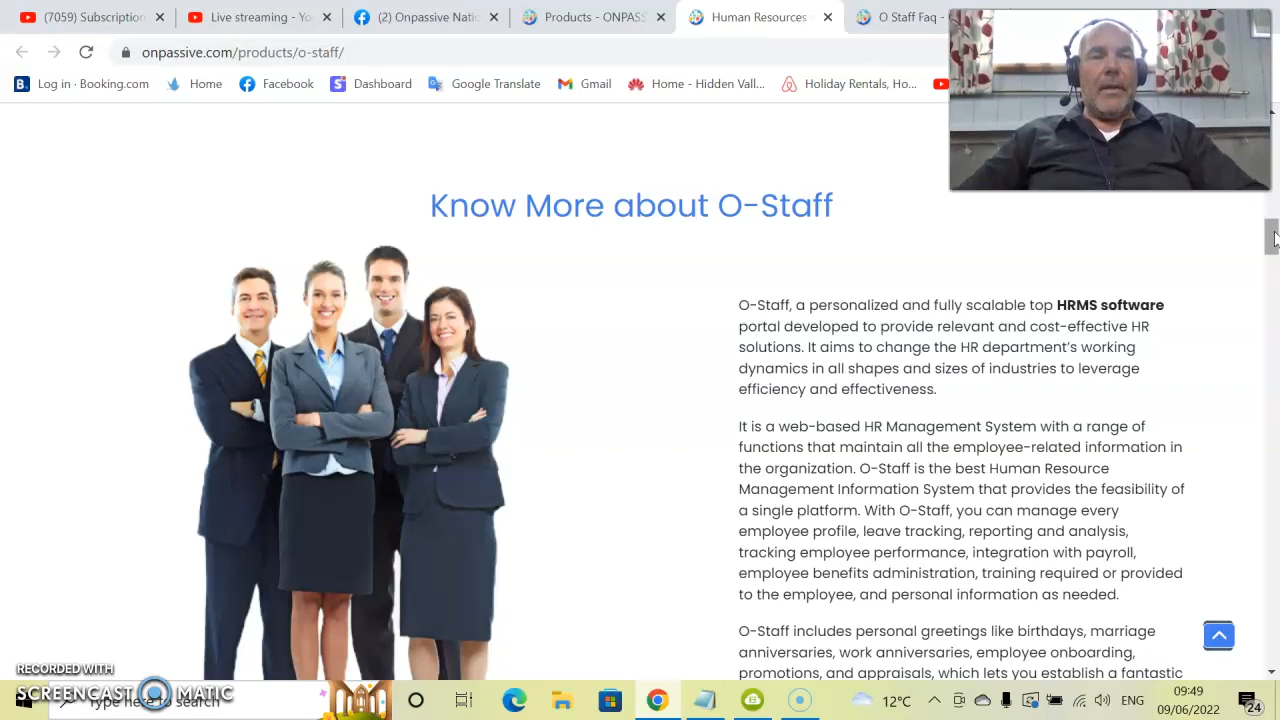 (7059) Subscription
Live streaming - Yo
(2) Onpassive Nati
Products - ONPASS
Human Resources
O Staff Faq -
onpassive.com/products/o-staff/
B. Log in - Booking.com
Home
Facebook
Dashboard
Google Translate
Gmail
Home - Hidden Vall...
Holiday Rentals, Ho...
Know More about O-Staff
O-Staff, a personalized and fully scalable top HRMS software
portal developed to provide relevant and cost-effective HR
solutions. It aims to change the HR department's working
dynamics in all shapes and sizes of industries to leverage
efficiency and effectiveness.
It is a web-based HR Management System with a range of
functions that maintain all the employee-related information in
the organization. O-Staff is the best Human Resource
Management Information System that provides the feasibility of
a single platform. With O-Staff, you can manage every
employee profile, leave tracking, reporting and analysis,
tracking employee performance, integration with payroll,
employee benefits administration, training required or provided
to the employee, and personal information as needed.
O-Staff includes personal greetings like birthdays, marriage
anniversaries, work anniversaries, employee onboarding,
promotions, and appraisals, which lets you establish a fantastic
RECORDED WITH
SCREENCAST MATIC
Type here to search
12°C
ENG
09:49
09/06/2022
24